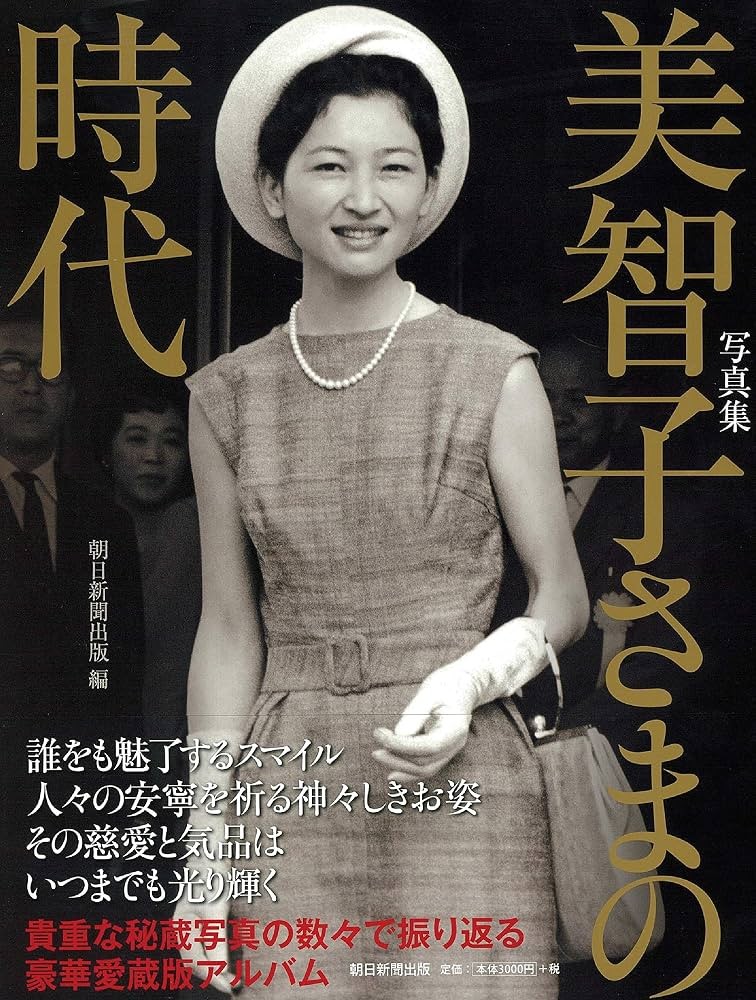 写真集
美智子さまの
時代
朝日新聞出版 編
誰をも魅了するスマイル
人々の安寧を祈る神々しきお姿
その慈愛と気品は
いつまでも光り輝く
貴重な秘蔵写真の数々で振り返る
豪華愛蔵版アルバム
朝日新聞出版 定価：本体3000円+税